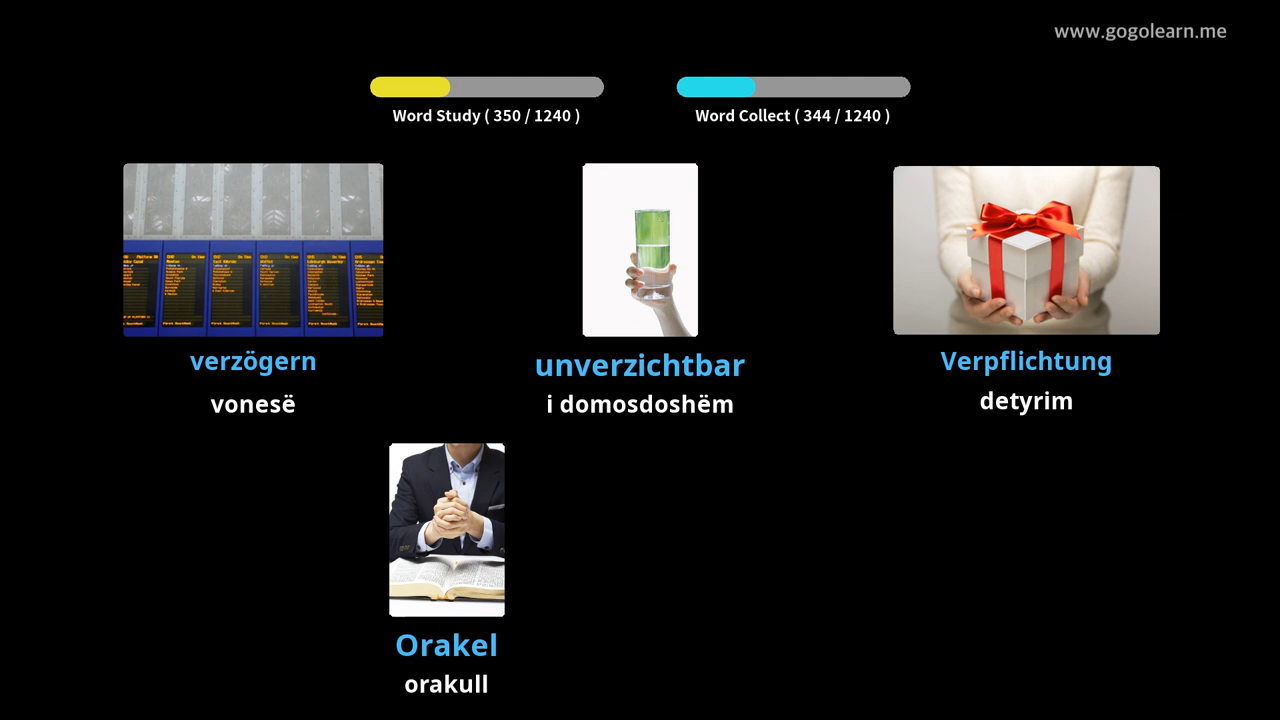 www.gogolearn.me
Word Study ( 350 / 1240 )
Word Collect ( 344 / 1240 )
verzögern
unverzichtbar
Verpflichtung
vonesë
i domosdoshëm
detyrim
Orakel
orakull